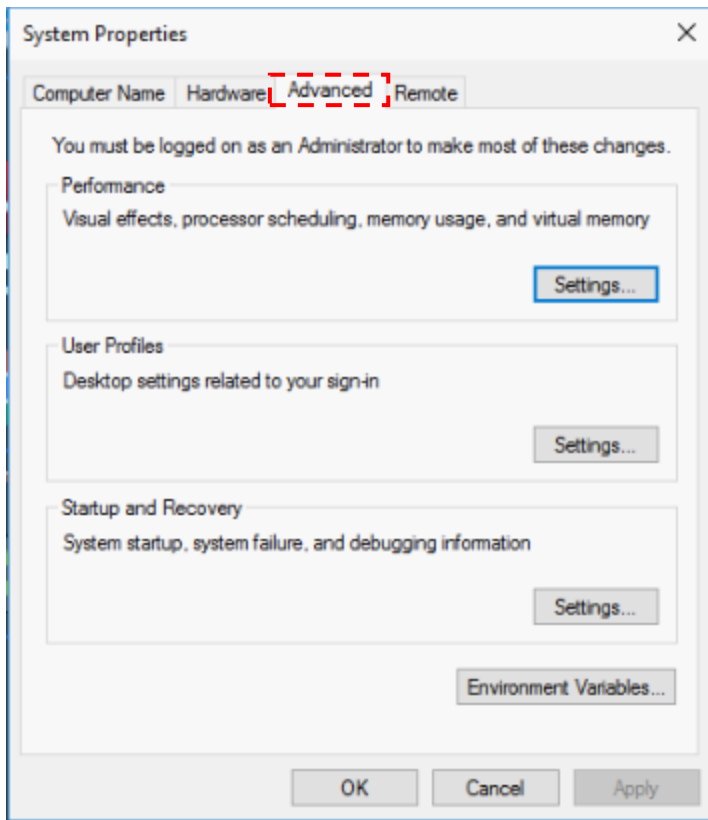 System Properties
Computer Name Hardware Advanced Remote
You must be logged on as an Administrator to make most of these changes.
Performance
Visual effects, processor scheduling, memory usage, and virtual memory
Settings...
User Profiles
Desktop settings related to your sign-in
Settings...
Startup and Recovery
System startup, system failure, and debugging information
Settings...
Environment Variables...
OK Cancel Apply